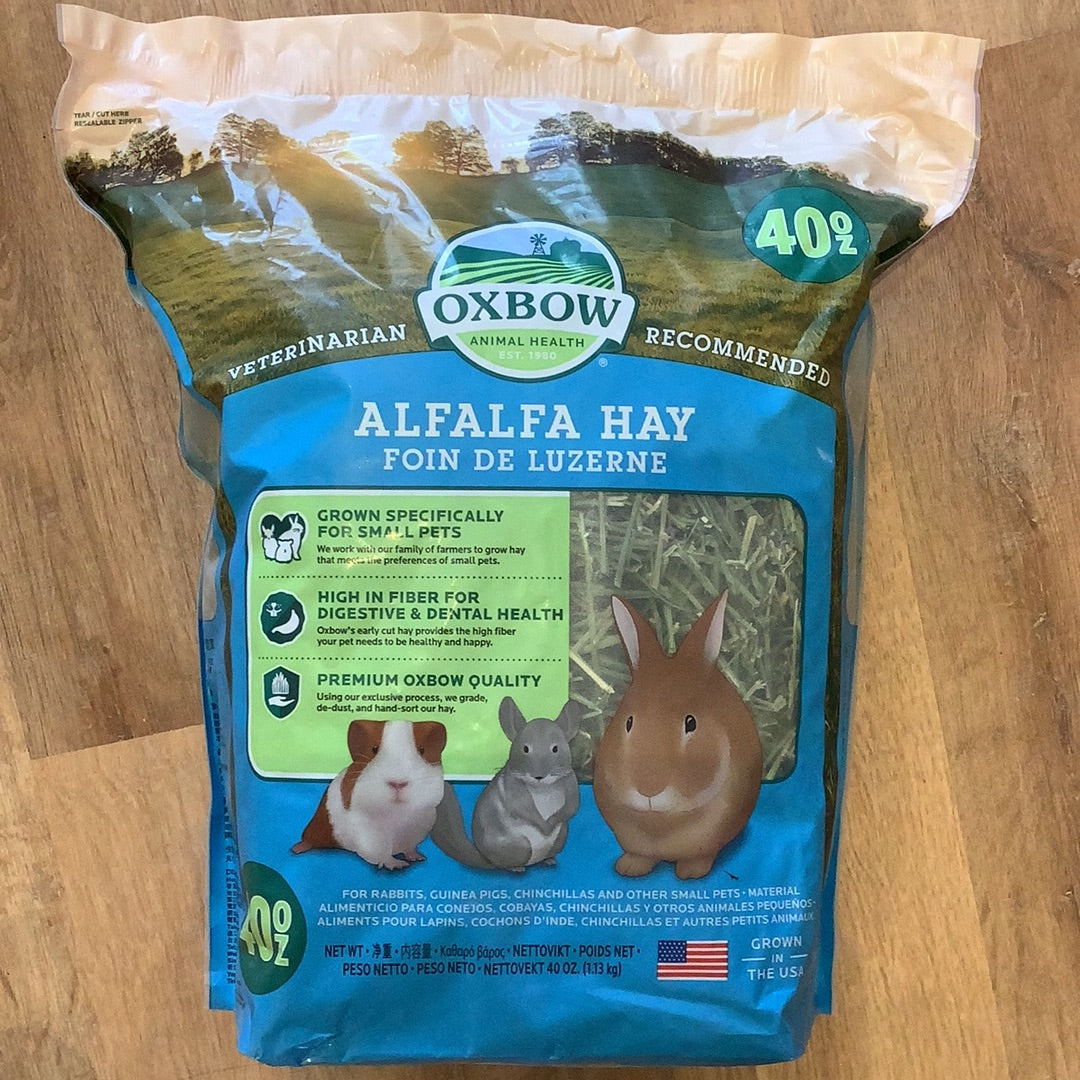 TEAR / CUT HERE
RESEALABLE ZIPPER
40 OZ
OXBOW
ANIMAL HEALTH
EST. 1980
®
VETERINARIAN RECOMMENDED
ALFALFA HAY
FOIN DE LUZERNE
GROWN SPECIFICALLY
FOR SMALL PETS
We work with our family of farmers to grow hay
that meets the preferences of small pets.
HIGH IN FIBER FOR
DIGESTIVE & DENTAL HEALTH
Oxbow's early cut hay provides the high fiber
your pet needs to be healthy and happy.
PREMIUM OXBOW QUALITY
Using our exclusive process, we grade,
de-dust, and hand-sort our hay.
FOR RABBITS, GUINEA PIGS, CHINCHILLAS AND OTHER SMALL PETS • MATERIAL
ALIMENTICIO PARA CONEJOS, COBAYAS, CHINCHILLAS Y OTROS ANIMALES PEQUEÑOS •
ALIMENTS POUR LAPINS, COCHONS D'INDE, CHINCHILLAS ET AUTRES PETITS ANIMAUX
40 OZ
NET WT • 净重 • 内容量 • Καθαρό βάρος • NETTOVIKT • POIDS NET •
PESO NETTO • PESO NETO • NETTOVEKT 40 OZ. (1.13 kg)
GROWN
IN
THE USA